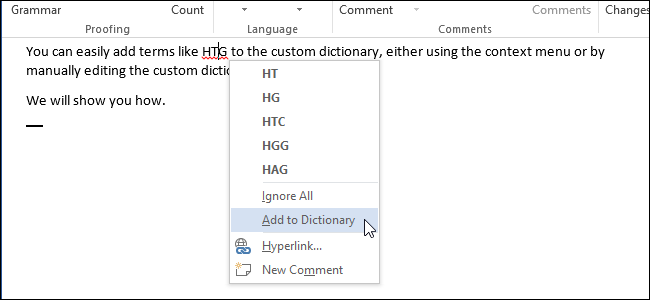 Grammar Count Comment Comments Changes
Proofing Language Comments
You can easily add terms like HTG to the custom dictionary, either using the context menu or by
manually editing the custom dictio
We will show you how.
HT
HG
HTC
HGG
HAG
Ignore All
Add to Dictionary
Hyperlink...
New Comment